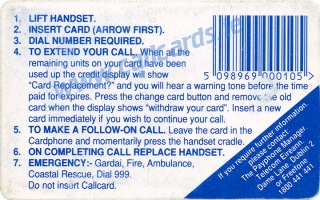 1. LIFT HANDSET.
2. INSERT CARD (ARROW FIRST).
3. DIAL NUMBER REQUIRED.
4. TO EXTEND YOUR CALL. When all the
remaining units on your card have been
used up the display will show
"Card Replacement?" and you will hear a warning tone before the time
paid for expires. Press the change card button and remove the old
card when the display shows "withdraw your card". Insert a new
card immediately if you wish to continue your call.
5. TO MAKE A FOLLOW-ON CALL. Leave the card in the
Cardphone and momentarily press the handset cradle.
6. ON COMPLETING CALL REPLACE HANDSET.
7. EMERGENCY:- Gardai, Fire, Ambulance,
Coastal Rescue, Dial 999.
Do not insert Callcard.
5 098969 000105
If you require further information,
please contact:
The Payphone Manager
Telecom Eireann,
Dame Lane, Dublin 2
or Freefone
1800 441 441